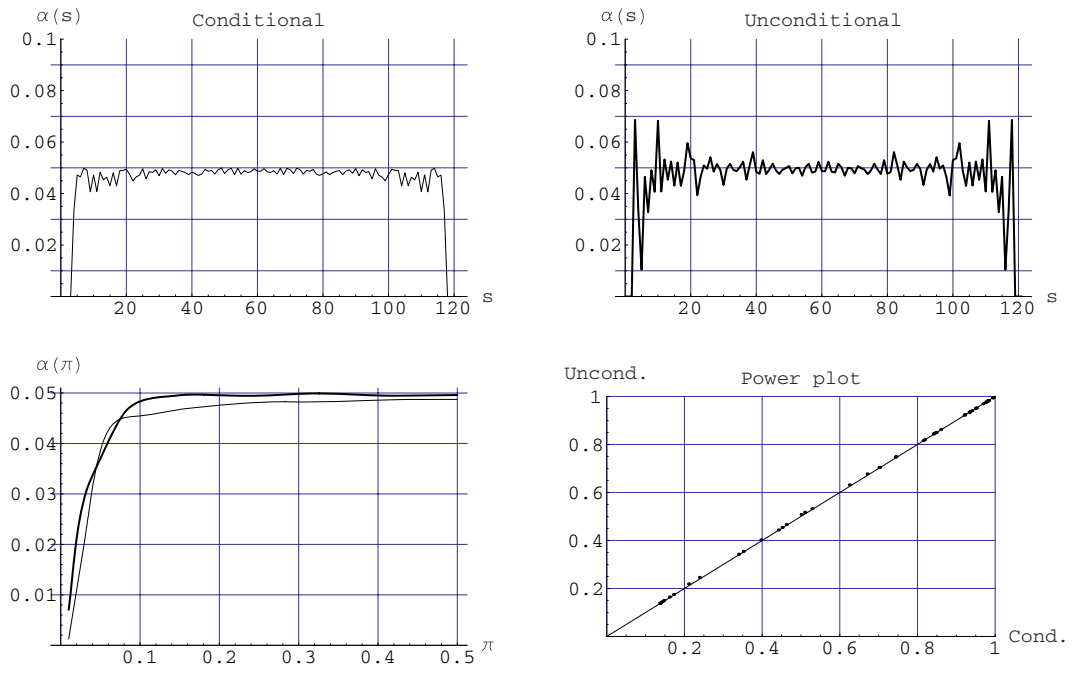 α(s)
Conditional
0.1
0.08
0.06
0.04
0.02
20 40 60 80 100 120 s
α(s)
Unconditional
0.1
0.08
0.06
0.04
0.02
20 40 60 80 100 120 s
α(π)
0.05
0.04
0.03
0.02
0.01
0.1 0.2 0.3 0.4 0.5 π
Uncond.
Power plot
1
0.8
0.6
0.4
0.2
0.2 0.4 0.6 0.8 1 Cond.